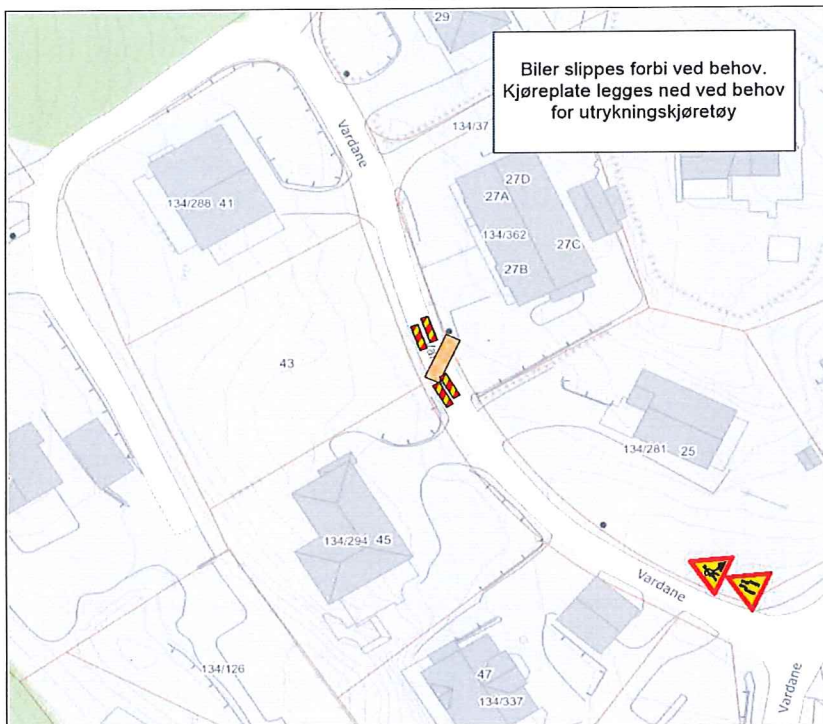 29
Biler slippes forbi ved behov.
Kjøreplate legges ned ved behov
for utrykningskjøretøy
134/37
Vardane
27D
27A
134/288 41
134/362
27C
27B
43
134/281 25
134/294 45
Vardane
134/126
47
134/337
Vardane